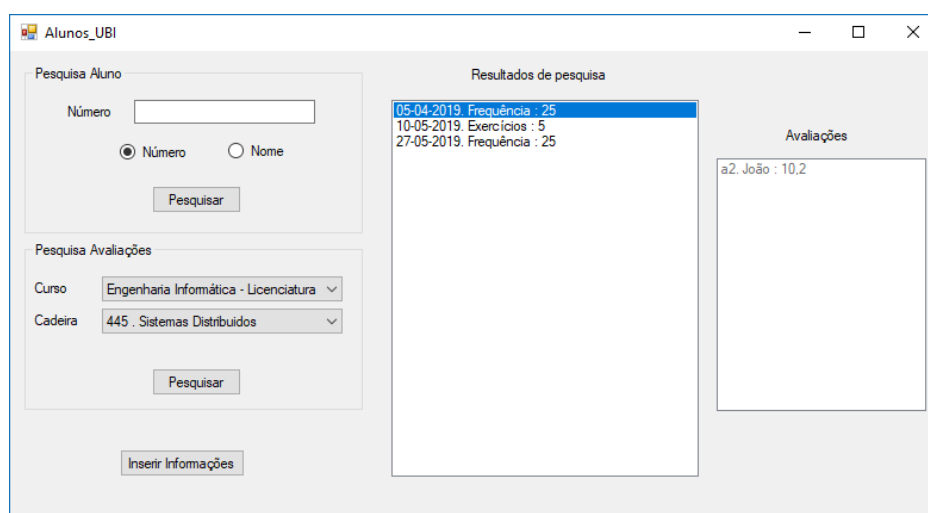 Alunos_UBI
Pesquisa Aluno
Número
Número
Nome
Pesquisar
Pesquisa Avaliações
Curso
Engenharia Informática - Licenciatura
Cadeira
445 . Sistemas Distribuidos
Pesquisar
Inserir Informações
Resultados de pesquisa
05-04-2019. Frequência : 25
10-05-2019. Exercícios : 5
27-05-2019. Frequência : 25
Avaliações
a2. João : 10,2